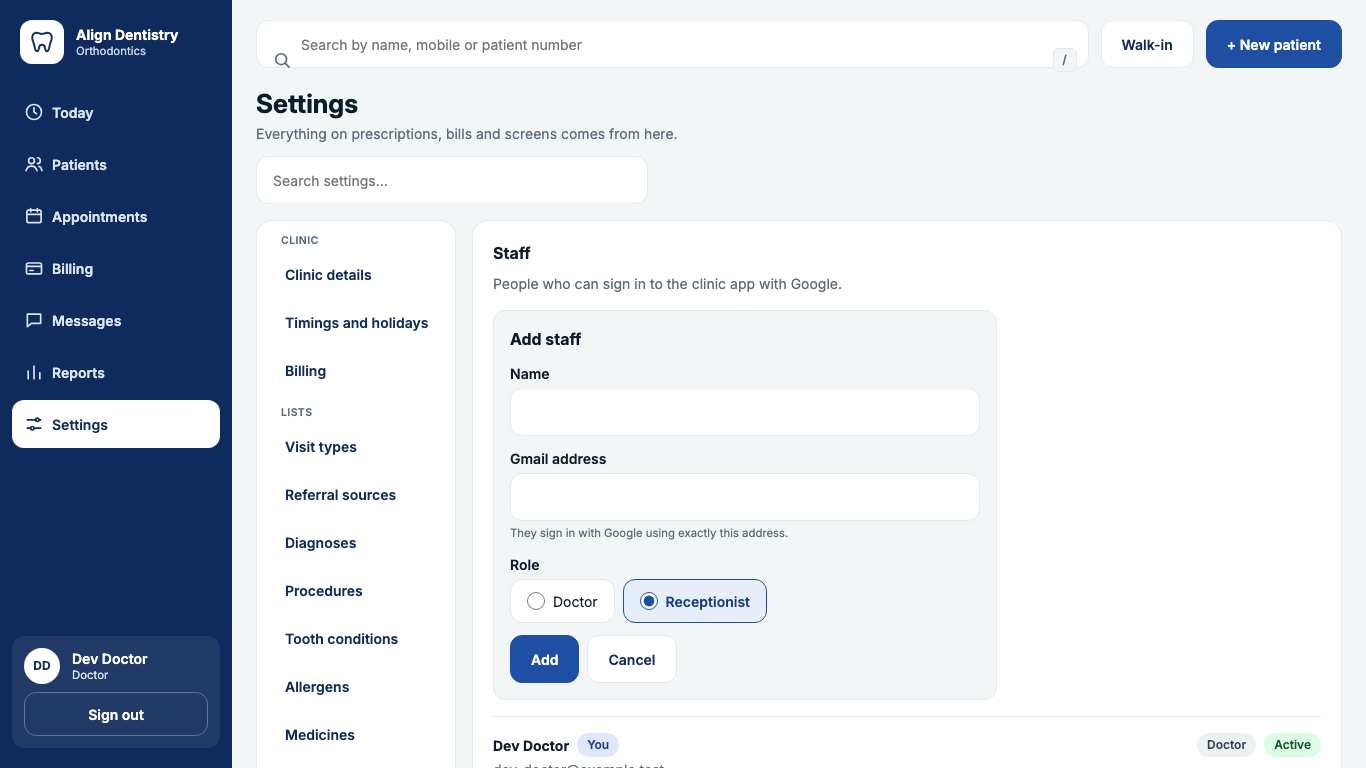 Align Dentistry
Orthodontics
Today
Patients
Appointments
Billing
Messages
Reports
Settings
DD
Dev Doctor
Doctor
Sign out
Search by name, mobile or patient number
/
Walk-in
+ New patient
Settings
Everything on prescriptions, bills and screens comes from here.
Search settings...
CLINIC
Clinic details
Timings and holidays
Billing
LISTS
Visit types
Referral sources
Diagnoses
Procedures
Tooth conditions
Allergens
Medicines
Staff
People who can sign in to the clinic app with Google.
Add staff
Name
Gmail address
They sign in with Google using exactly this address.
Role
Doctor
Receptionist
Add
Cancel
Dev Doctor You Doctor Active